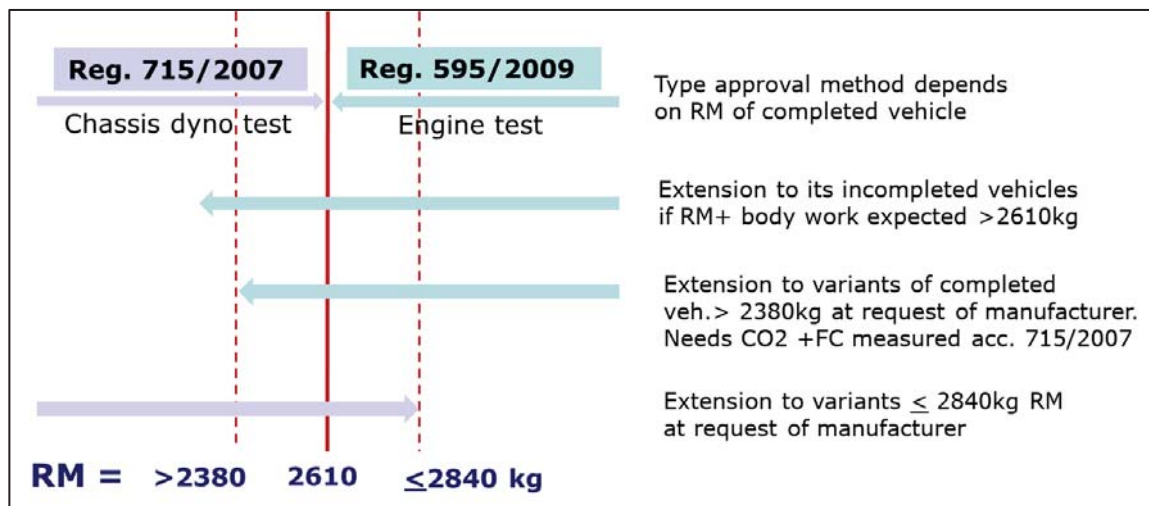 Reg. 715/2007
Reg. 595/2009
Chassis dyno test
Engine test
Type approval method depends
on RM of completed vehicle
Extension to its incompleted vehicles
if RM+ body work expected >2610kg
Extension to variants of completed
veh.> 2380kg at request of manufacturer.
Needs CO2 +FC measured acc. 715/2007
Extension to variants ≤ 2840kg RM
at request of manufacturer
RM = >2380 2610 ≤2840 kg